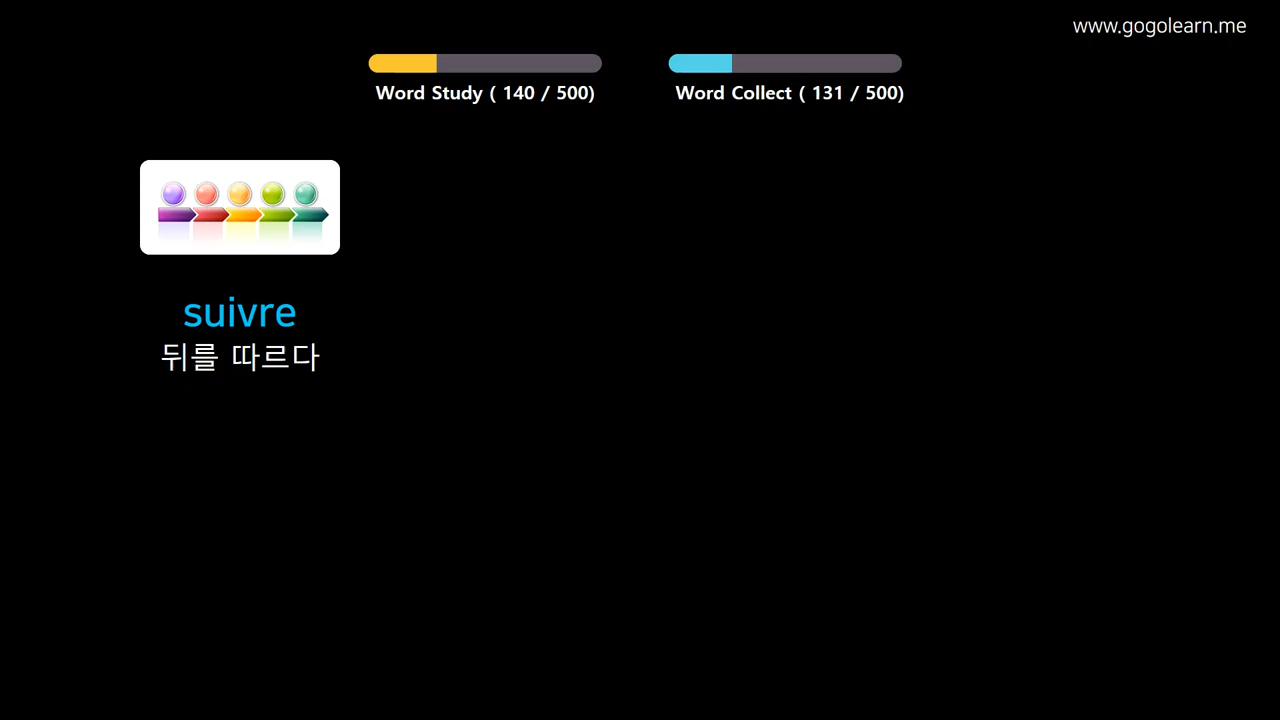 www.gogolearn.me
Word Study ( 140 / 500)
Word Collect ( 131 / 500)
suivre
뒤를 따르다